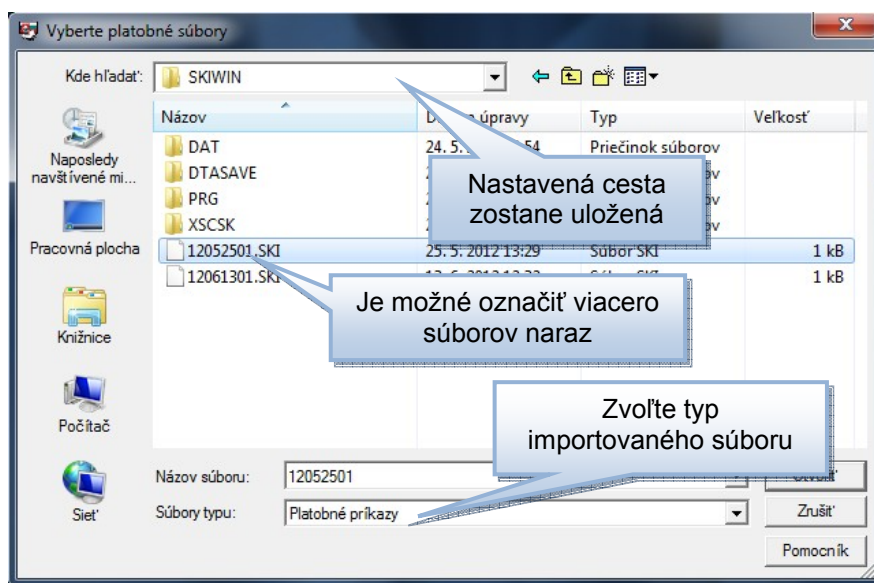 Vyberte platobné súbory
Kde hľadať: SKIWIN
Názov úpravy Typ Veľkosť
DAT 24. 5. 54 Priečinok súborov
DTASAVE
PRG
XSCSK
12052501.SKI 25. 5. 2012 13:29 Súbor SKI 1 kB
12061301.SKI 1 kB
Naposledy
navštívené mi...
Pracovná plocha
Knižnice
Počítač
Sieť
Nastavená cesta
zostane uložená
Je možné označiť viacero
súborov naraz
Zvoľte typ
importovaného súboru
Názov súboru: 12052501
Súbory typu: Platobné príkazy
Zrušiť
Pomocník